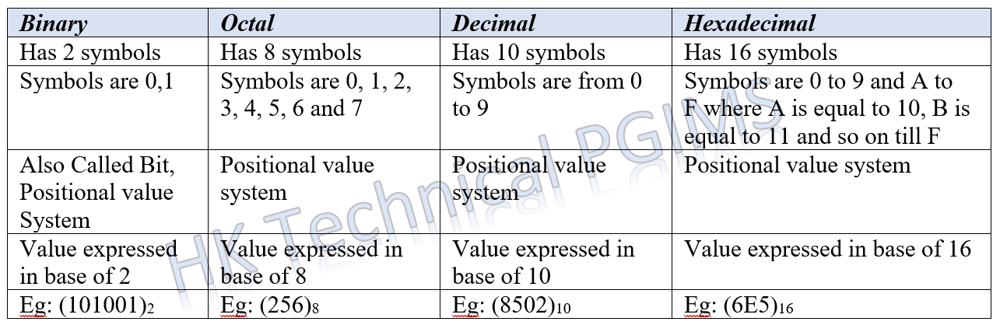 Binary
Octal
Decimal
Hexadecimal
Has 2 symbols
Has 8 symbols
Has 10 symbols
Has 16 symbols
Symbols are 0,1
Symbols are 0, 1, 2,
3, 4, 5, 6 and 7
Symbols are from 0
to 9
Symbols are 0 to 9 and A to
F where A is equal to 10, B is
equal to 11 and so on till F
Also Called Bit,
Positional value
System
Positional value
system
Positional value
system
Positional value system
Value expressed
in base of 2
Value expressed in
base of 8
Value expressed in
base of 10
Value expressed in base of 16
Eg: (101001)₂
Eg: (256)₈
Eg: (8502)₁₀
Eg: (6E5)₁₆
HK Technical PGIMS